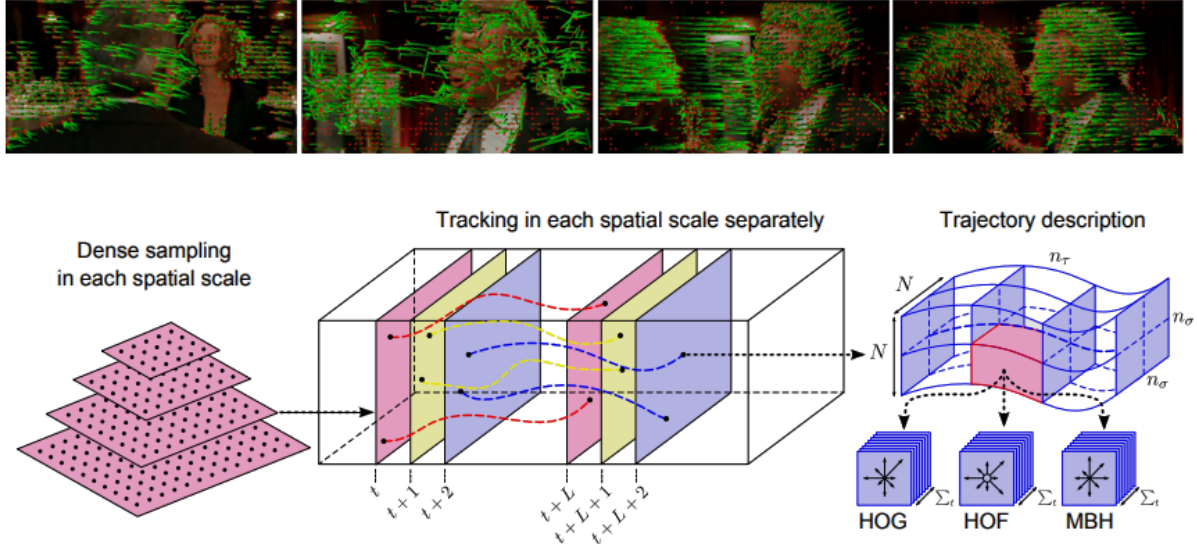 Dense sampling
in each spatial scale
Tracking in each spatial scale separately
t
t + 1
t + 2
t + L
t + L + 1
t + L + 2
Trajectory description
N
n_τ
n_σ
N
n_σ
Σ_t
Σ_t
Σ_t
HOG
HOF
MBH